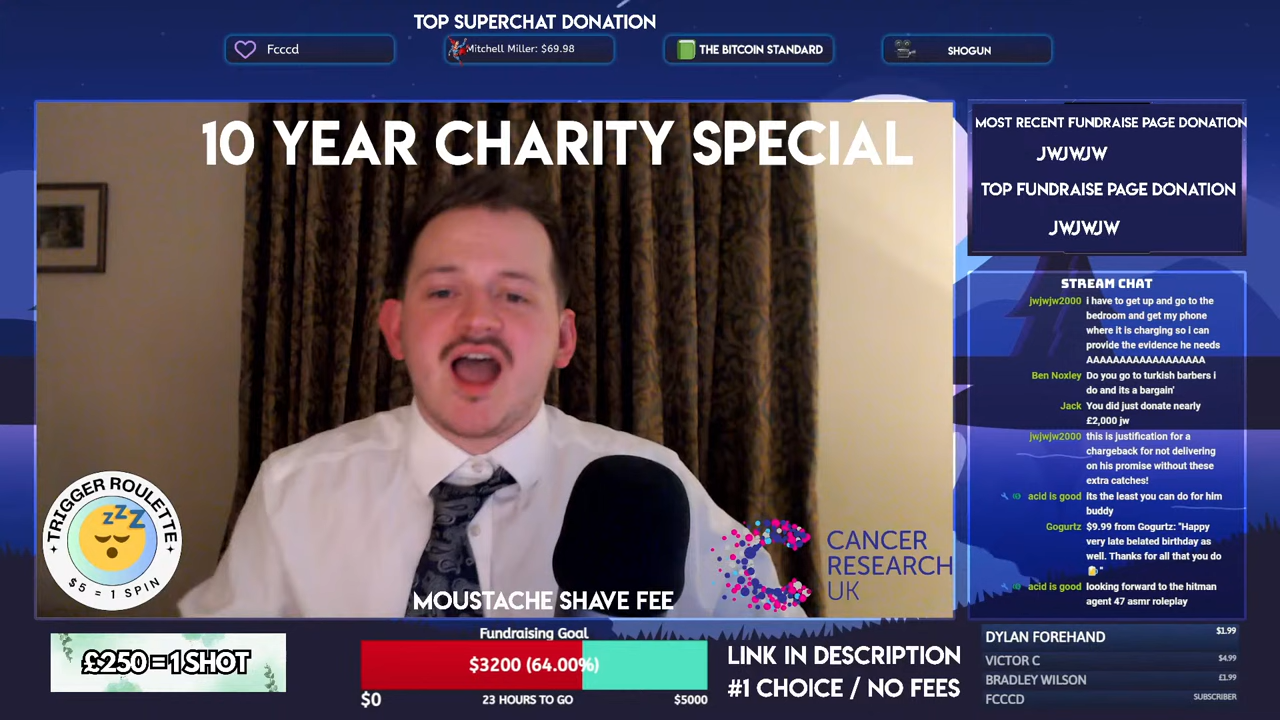 TOP SUPERCHAT DONATION
Fcccd
Mitchell Miller: $69.98
THE BITCOIN STANDARD
SHOGUN
10 YEAR CHARITY SPECIAL
MOST RECENT FUNDRAISE PAGE DONATION
JWJWJW
TOP FUNDRAISE PAGE DONATION
JWJWJW
STREAM CHAT
jwjwjw2000 i have to get up and go to the
bedroom and get my phone
where it is charging so i can
provide the evidence he needs
AAAAAAAAAAAAAAAAA
Ben Noxley Do you go to turkish barbers i
do and its a bargain'
Jack You did just donate nearly
£2,000 jw
jwjwjw2000 this is justification for a
chargeback for not delivering
on his promise without these
extra catches!
acid is good its the least you can do for him
buddy
Gogurtz $9.99 from Gogurtz: "Happy
very late belated birthday as
well. Thanks for all that you do
"
acid is good looking forward to the hitman
agent 47 asmr roleplay
TRIGGER ROULETTE
zzZ
$5 = 1 SPIN
CANCER
RESEARCH
UK
MOUSTACHE SHAVE FEE
£250 = 1 SHOT
Fundraising Goal
$3200 (64.00%)
$0
23 HOURS TO GO
$5000
LINK IN DESCRIPTION
#1 CHOICE / NO FEES
DYLAN FOREHAND $1.99
VICTOR C $4.99
BRADLEY WILSON £1.99
FCCCD SUBSCRIBER